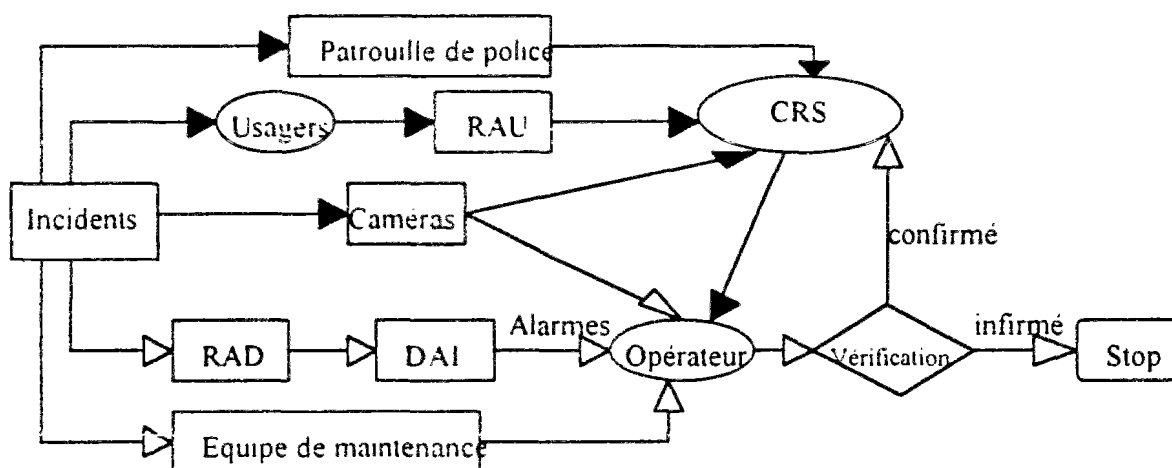 Patrouille de police
CRS
Usagers
RAU
Incidents
Caméras
confirmé
Alarmes
infirmé
RAD
DAI
Opérateur
Vérification
Stop
Equipe de maintenance